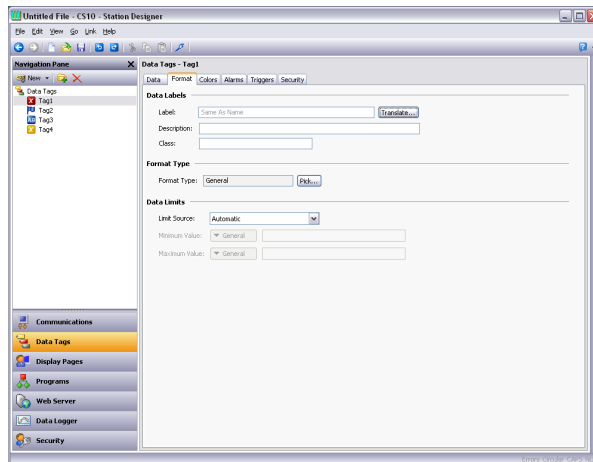 Untitled File - CS10 - Station Designer
File Edit View Go Link Help
Navigation Pane X
New
Data Tags
Tag1
Tag2
Tag3
Tag4
Communications
Data Tags
Display Pages
Programs
Web Server
Data Logger
Security
Data Tags - Tag1
Data Format Colors Alarms Triggers Security
Data Labels
Label: Same As Name Translate...
Description:
Class:
Format Type
Format Type: General Pick...
Data Limits
Limit Source: Automatic
Minimum Value: General
Maximum Value: General
Errors Circular CAPS